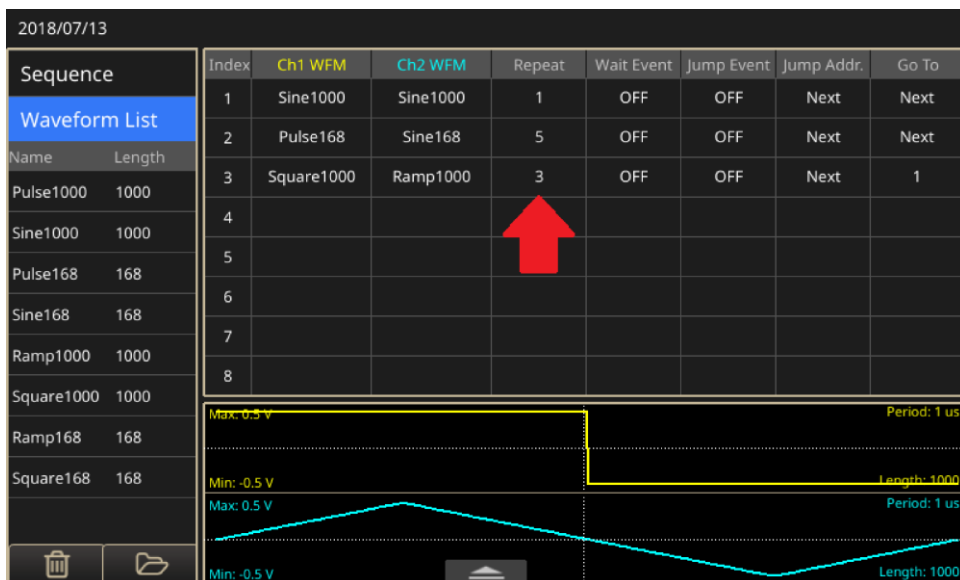 2018/07/13
Sequence
Waveform List
Name Length
Pulse1000 1000
Sine1000 1000
Pulse168 168
Sine168 168
Ramp1000 1000
Square1000 1000
Ramp168 168
Square168 168
Index Ch1 WFM Ch2 WFM Repeat Wait Event Jump Event Jump Addr. Go To
1 Sine1000 Sine1000 1 OFF OFF Next Next
2 Pulse168 Sine168 5 OFF OFF Next Next
3 Square1000 Ramp1000 3 OFF OFF Next 1
4
5
6
7
8
Max: 0.5 V Period: 1 us
Min: -0.5 V Length: 1000
Max: 0.5 V Period: 1 us
Min: -0.5 V Length: 1000